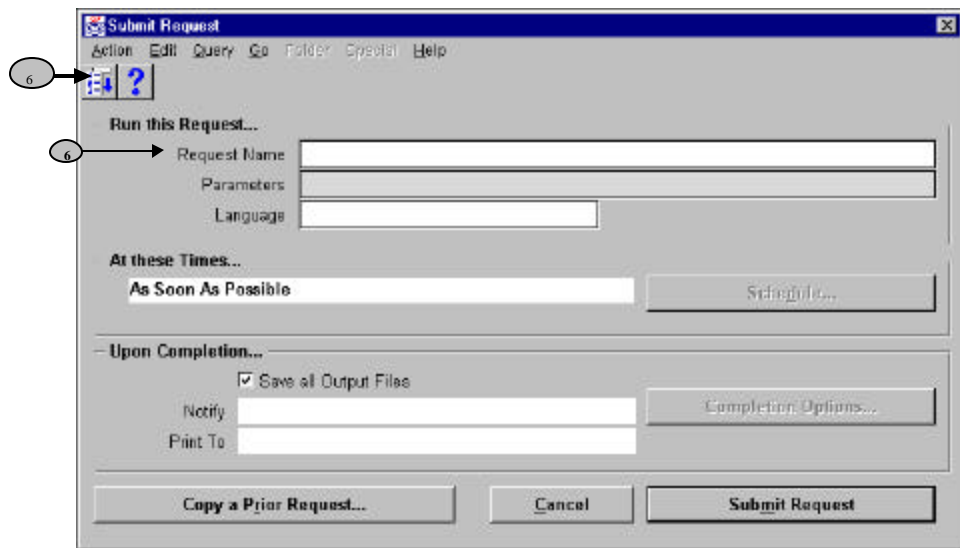 Submit Request
Action Edit Query Go Folder Special Help
6
?
Run this Request...
6
Request Name
Parameters
Language
At these Times...
As Soon As Possible
Schedule...
Upon Completion...
Save all Output Files
Notify
Completion Options...
Print To
Copy a Prior Request...
Cancel
Submit Request